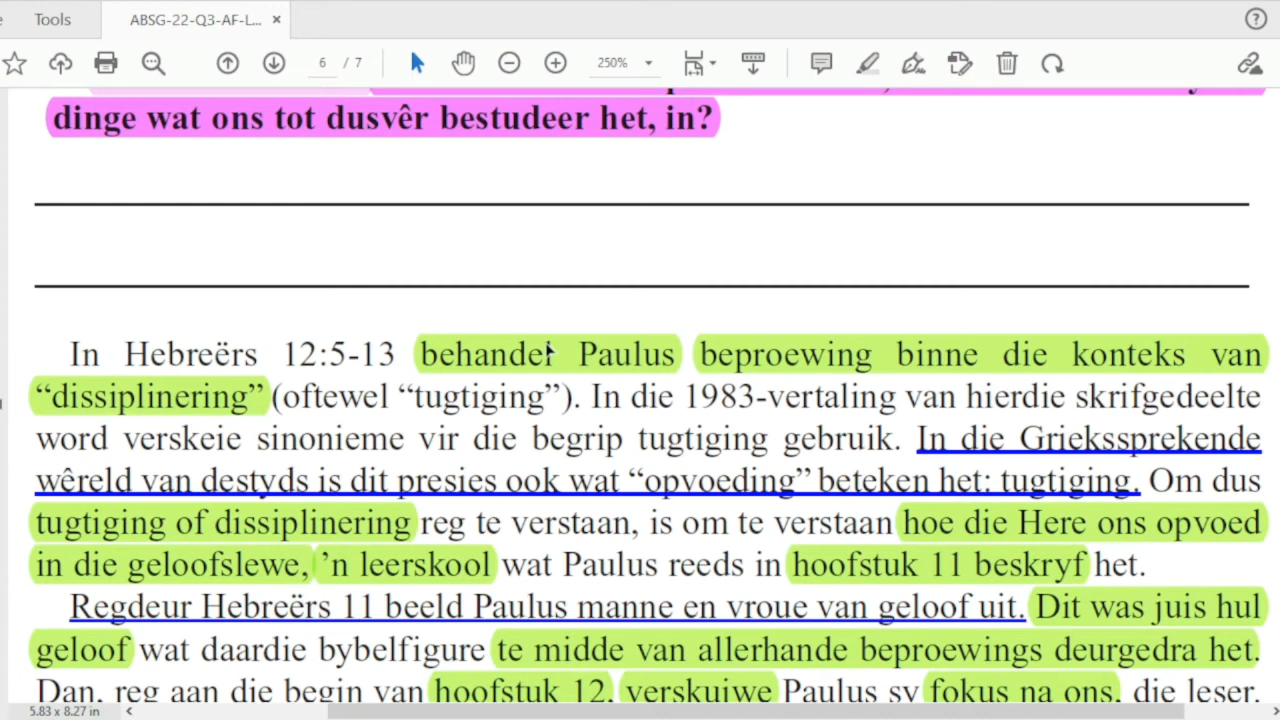 Tools
ABSG-22-Q3-AF-L... ×
6 / 7
250%
dinge wat ons tot dusvêr bestudeer het, in?
In Hebreërs 12:5-13 behandel Paulus beproewing binne die konteks van
“dissiplinering” (oftewel “tugtiging”). In die 1983-vertaling van hierdie skrifgedeelte
word verskeie sinonieme vir die begrip tugtiging gebruik. In die Griekssprekende
wêreld van destyds is dit presies ook wat “opvoeding” beteken het: tugtiging. Om dus
tugtiging of dissiplinering reg te verstaan, is om te verstaan hoe die Here ons opvoed
in die geloofslewe, ’n leerskool wat Paulus reeds in hoofstuk 11 beskryf het.
Regdeur Hebreërs 11 beeld Paulus manne en vroue van geloof uit. Dit was juis hul
geloof wat daardie bybelfigure te midde van allerhande beproewings deurgedra het.
Dan, reg aan die begin van hoofstuk 12, verskuiwe Paulus sy fokus na ons, die leser.
5.83 x 8.27 in